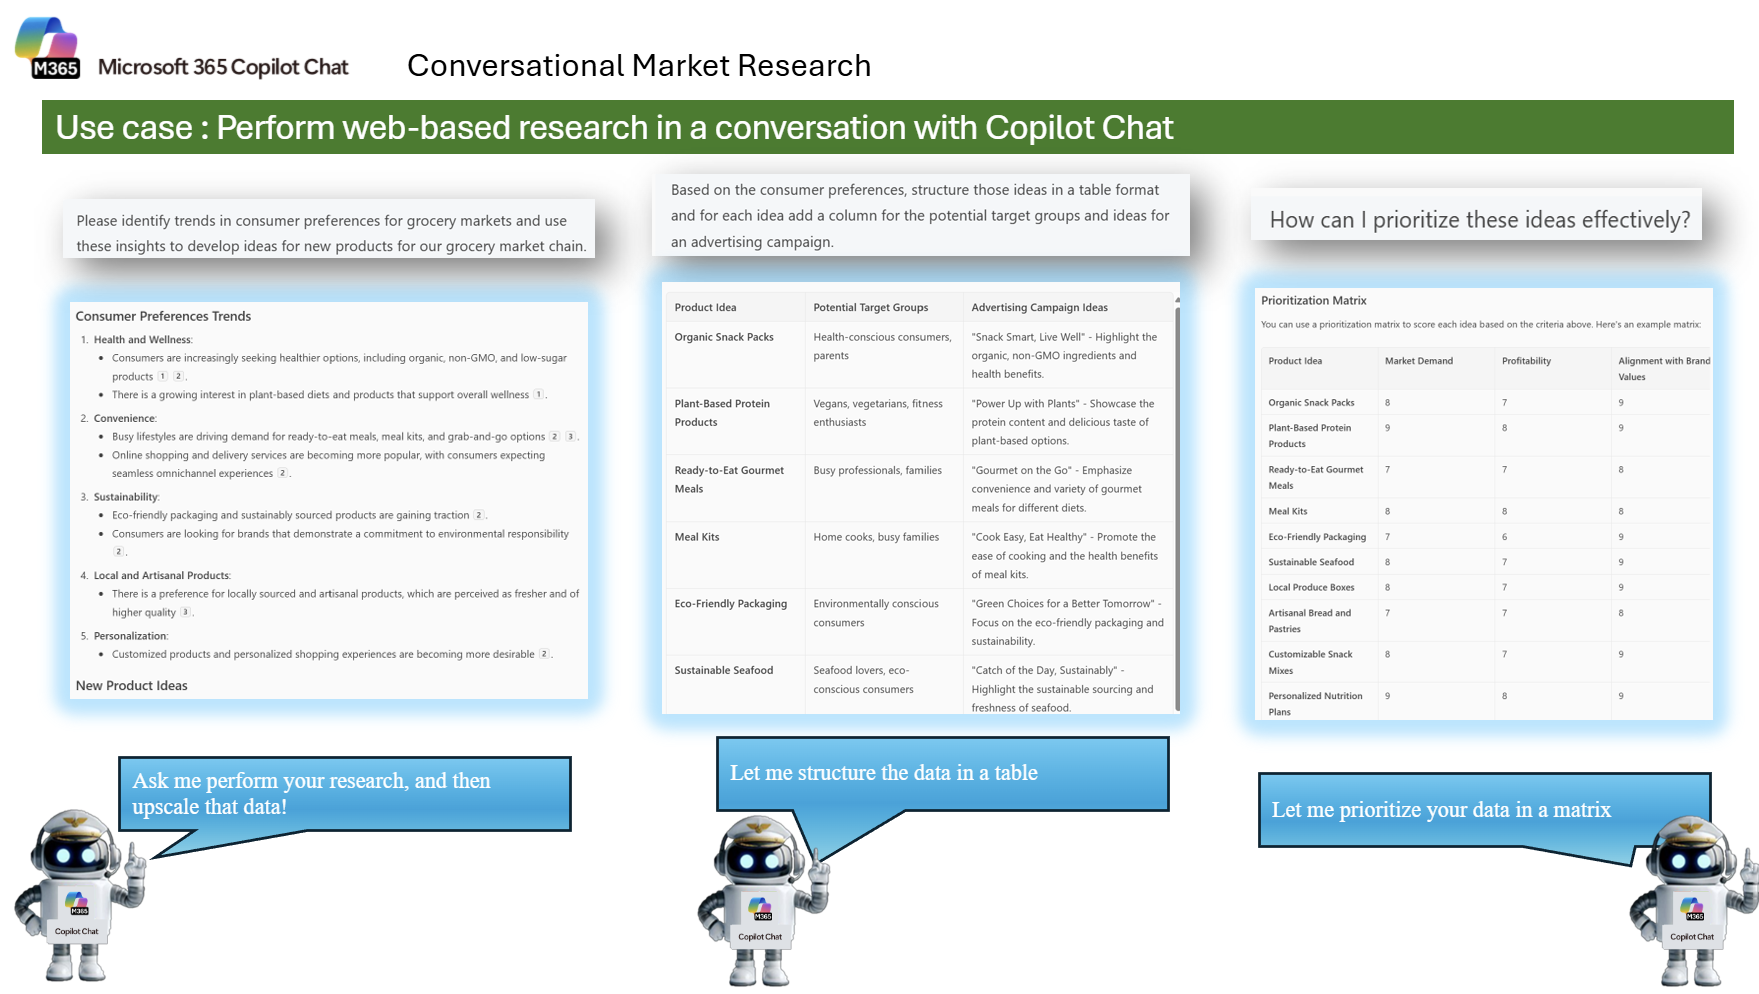 M365
Microsoft 365 Copilot Chat
Conversational Market Research
Use case : Perform web-based research in a conversation with Copilot Chat
Please identify trends in consumer preferences for grocery markets and use
these insights to develop ideas for new products for our grocery market chain.
Consumer Preferences Trends
1. Health and Wellness:
• Consumers are increasingly seeking healthier options, including organic, non-GMO, and low-sugar
products 1 2 .
• There is a growing interest in plant-based diets and products that support overall wellness 1 .
2. Convenience:
• Busy lifestyles are driving demand for ready-to-eat meals, meal kits, and grab-and-go options 2 3 .
• Online shopping and delivery services are becoming more popular, with consumers expecting
seamless omnichannel experiences 2 .
3. Sustainability:
• Eco-friendly packaging and sustainably sourced products are gaining traction 2 .
• Consumers are looking for brands that demonstrate a commitment to environmental responsibility
2 .
4. Local and Artisanal Products:
• There is a preference for locally sourced and artisanal products, which are perceived as fresher and of
higher quality 3 .
5. Personalization:
• Customized products and personalized shopping experiences are becoming more desirable 2 .
New Product Ideas
Ask me perform your research, and then
upscale that data!
M365
Copilot Chat
Based on the consumer preferences, structure those ideas in a table format
and for each idea add a column for the potential target groups and ideas for
an advertising campaign.
Product Idea Potential Target Groups Advertising Campaign Ideas
Organic Snack Packs Health-conscious consumers, "Snack Smart, Live Well" - Highlight the
parents organic, non-GMO ingredients and
health benefits.
Plant-Based Protein Vegans, vegetarians, fitness "Power Up with Plants" - Showcase the
Products enthusiasts protein content and delicious taste of
plant-based options.
Ready-to-Eat Gourmet Busy professionals, families "Gourmet on the Go" - Emphasize
Meals convenience and variety of gourmet
meals for different diets.
Meal Kits Home cooks, busy families "Cook Easy, Eat Healthy" - Promote the
ease of cooking and the health benefits
of meal kits.
Eco-Friendly Packaging Environmentally conscious "Green Choices for a Better Tomorrow" -
consumers Focus on the eco-friendly packaging and
sustainability.
Sustainable Seafood Seafood lovers, eco- "Catch of the Day, Sustainably" -
conscious consumers Highlight the sustainable sourcing and
freshness of seafood.
Let me structure the data in a table
M365
Copilot Chat
How can I prioritize these ideas effectively?
Prioritization Matrix
You can use a prioritization matrix to score each idea based on the criteria above. Here's an example matrix:
Product Idea Market Demand Profitability Alignment with Brand
Values
Organic Snack Packs 8 7 9
Plant-Based Protein 9 8 9
Products
Ready-to-Eat Gourmet 7 7 8
Meals
Meal Kits 8 8 8
Eco-Friendly Packaging 7 6 9
Sustainable Seafood 8 7 9
Local Produce Boxes 8 7 9
Artisanal Bread and 7 7 8
Pastries
Customizable Snack 8 7 9
Mixes
Personalized Nutrition 9 8 9
Plans
Let me prioritize your data in a matrix
M365
Copilot Chat